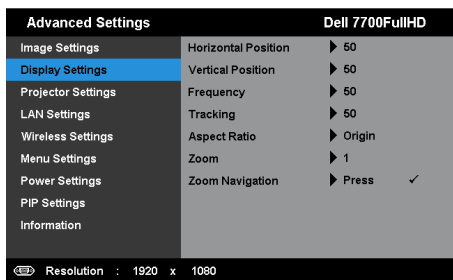 Advanced Settings Dell 7700FullHD
Image Settings Horizontal Position 50
Display Settings Vertical Position 50
Projector Settings Frequency 50
LAN Settings Tracking 50
Wireless Settings Aspect Ratio Origin
Menu Settings Zoom 1
Power Settings Zoom Navigation Press ✓
PIP Settings
Information
Resolution : 1920 x 1080